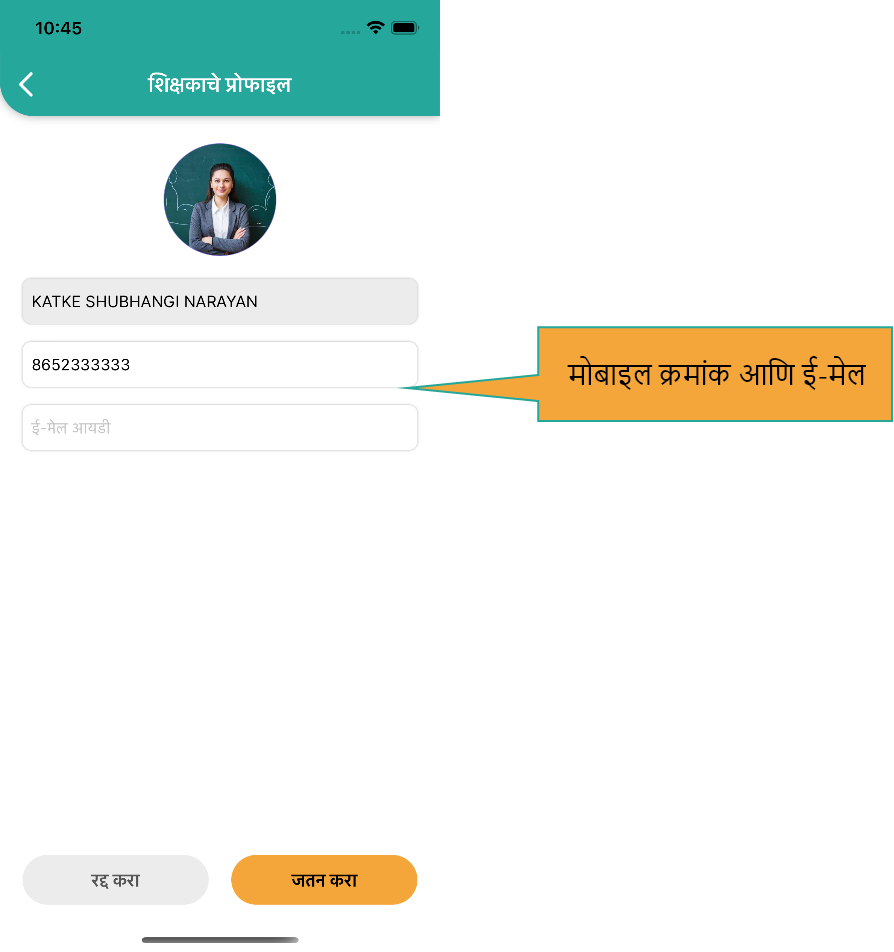 10:45
शिक्षकाचे प्रोफाइल
KATKE SHUBHANGI NARAYAN
8652333333
मोबाइल क्रमांक आणि ई-मेल
ई-मेल आयडी
रद्द करा
जतन करा